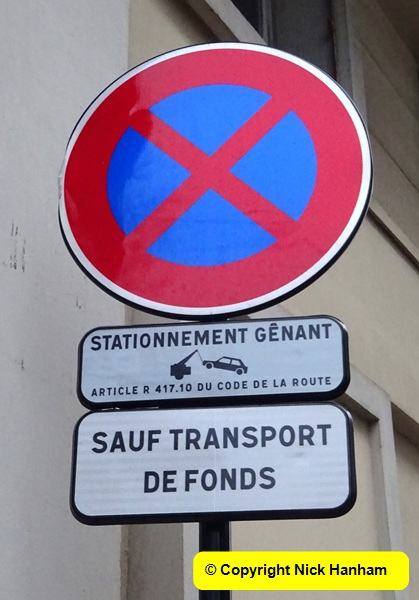 STATIONNEMENT GÊNANT
ARTICLE R 417.10 DU CODE DE LA ROUTE
SAUF TRANSPORT
DE FONDS
© Copyright Nick Hanham